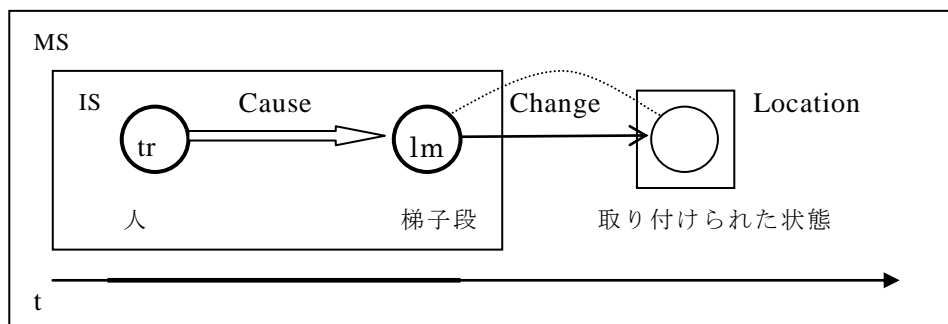 MS
IS
Cause
Change
Location
tr
lm
人
梯子段
取り付けられた状態
t